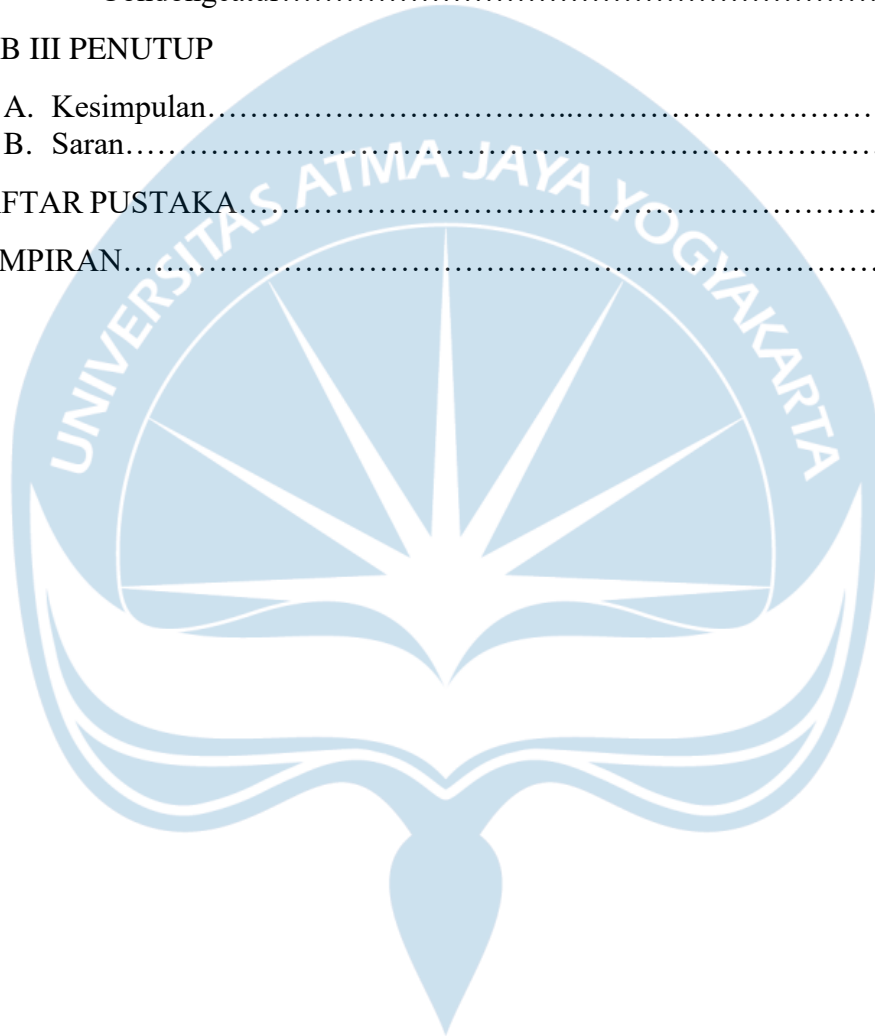 B III PENUTUP
A. Kesimpulan…………………………………..…………………………
B. Saran……………………………………………………………………
FTAR PUSTAKA…………………………………………………………
MPIRAN……………………………………………………………………
UNIVERSITAS ATMA JAYA YOGYAKARTA